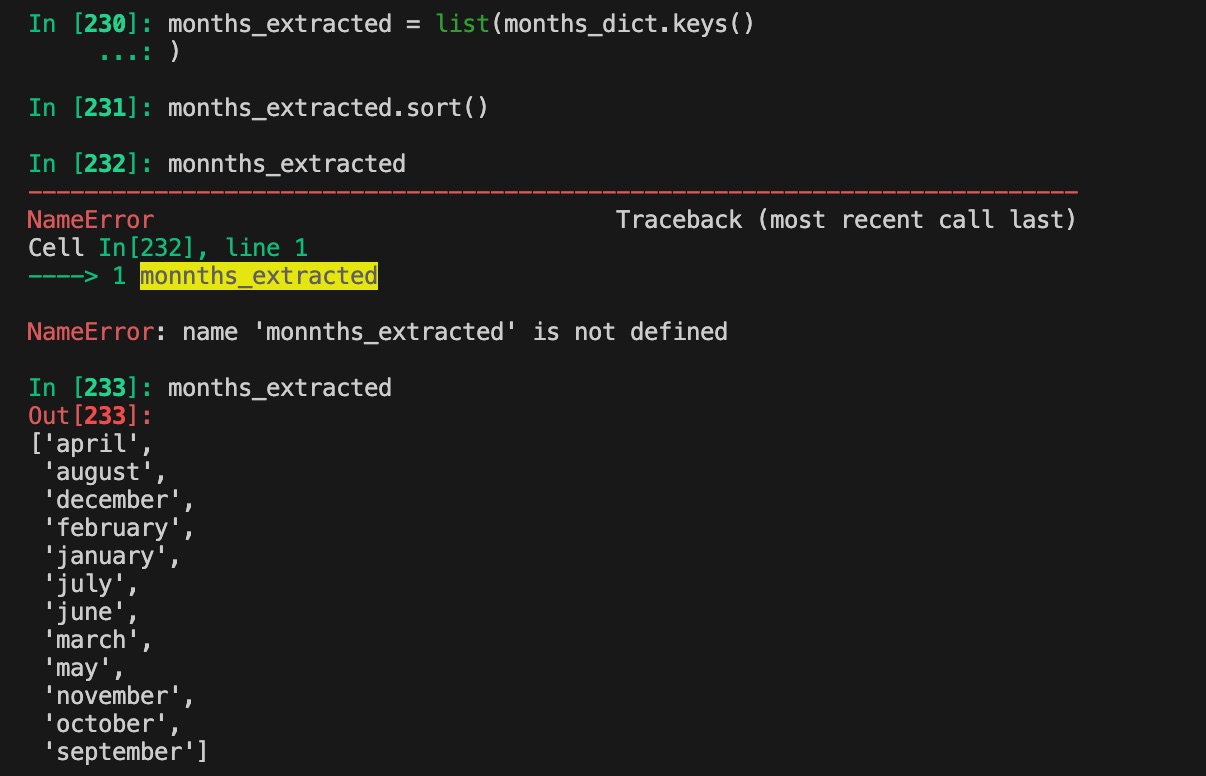 In [230]: months_extracted = list(months_dict.keys()
     ...: )
In [231]: months_extracted.sort()
In [232]: monnths_extracted
---------------------------------------------------------------------------
NameError                                 Traceback (most recent call last)
Cell In[232], line 1
----> 1 monnths_extracted
NameError: name 'monnths_extracted' is not defined
In [233]: months_extracted
Out[233]:
['april',
 'august',
 'december',
 'february',
 'january',
 'july',
 'june',
 'march',
 'may',
 'november',
 'october',
 'september']